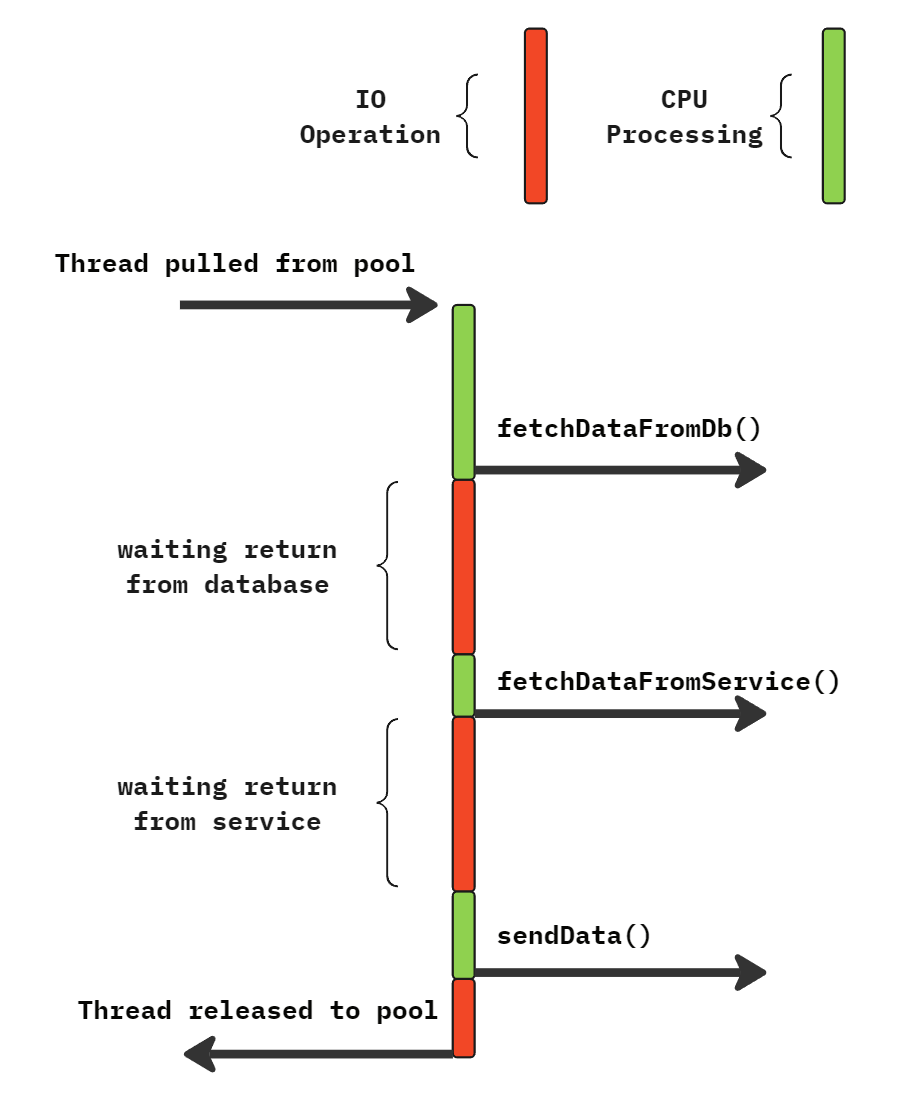 IO
Operation
CPU
Processing
Thread pulled from pool
fetchDataFromDb()
waiting return
from database
fetchDataFromService()
waiting return
from service
sendData()
Thread released to pool